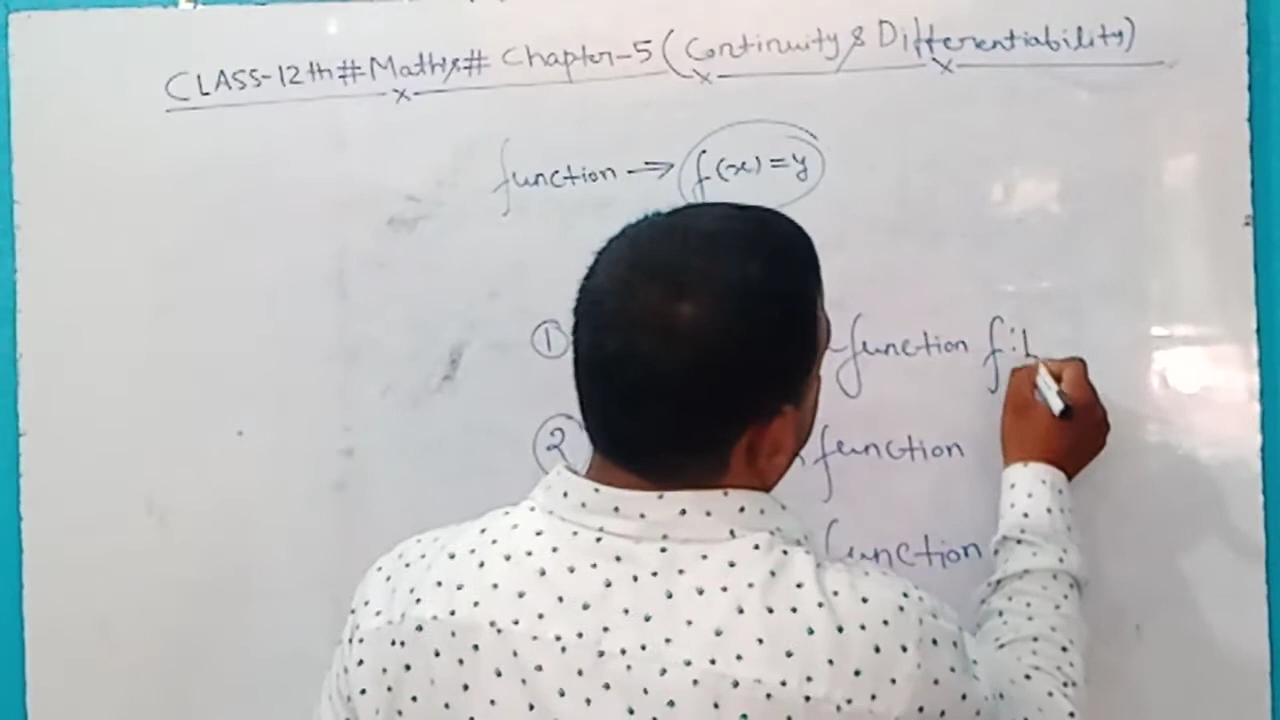 CLASS-12th # Maths # Chapter-5 (Continuity & Differentiability)
function → f(x) = y
① function f:
② function
function